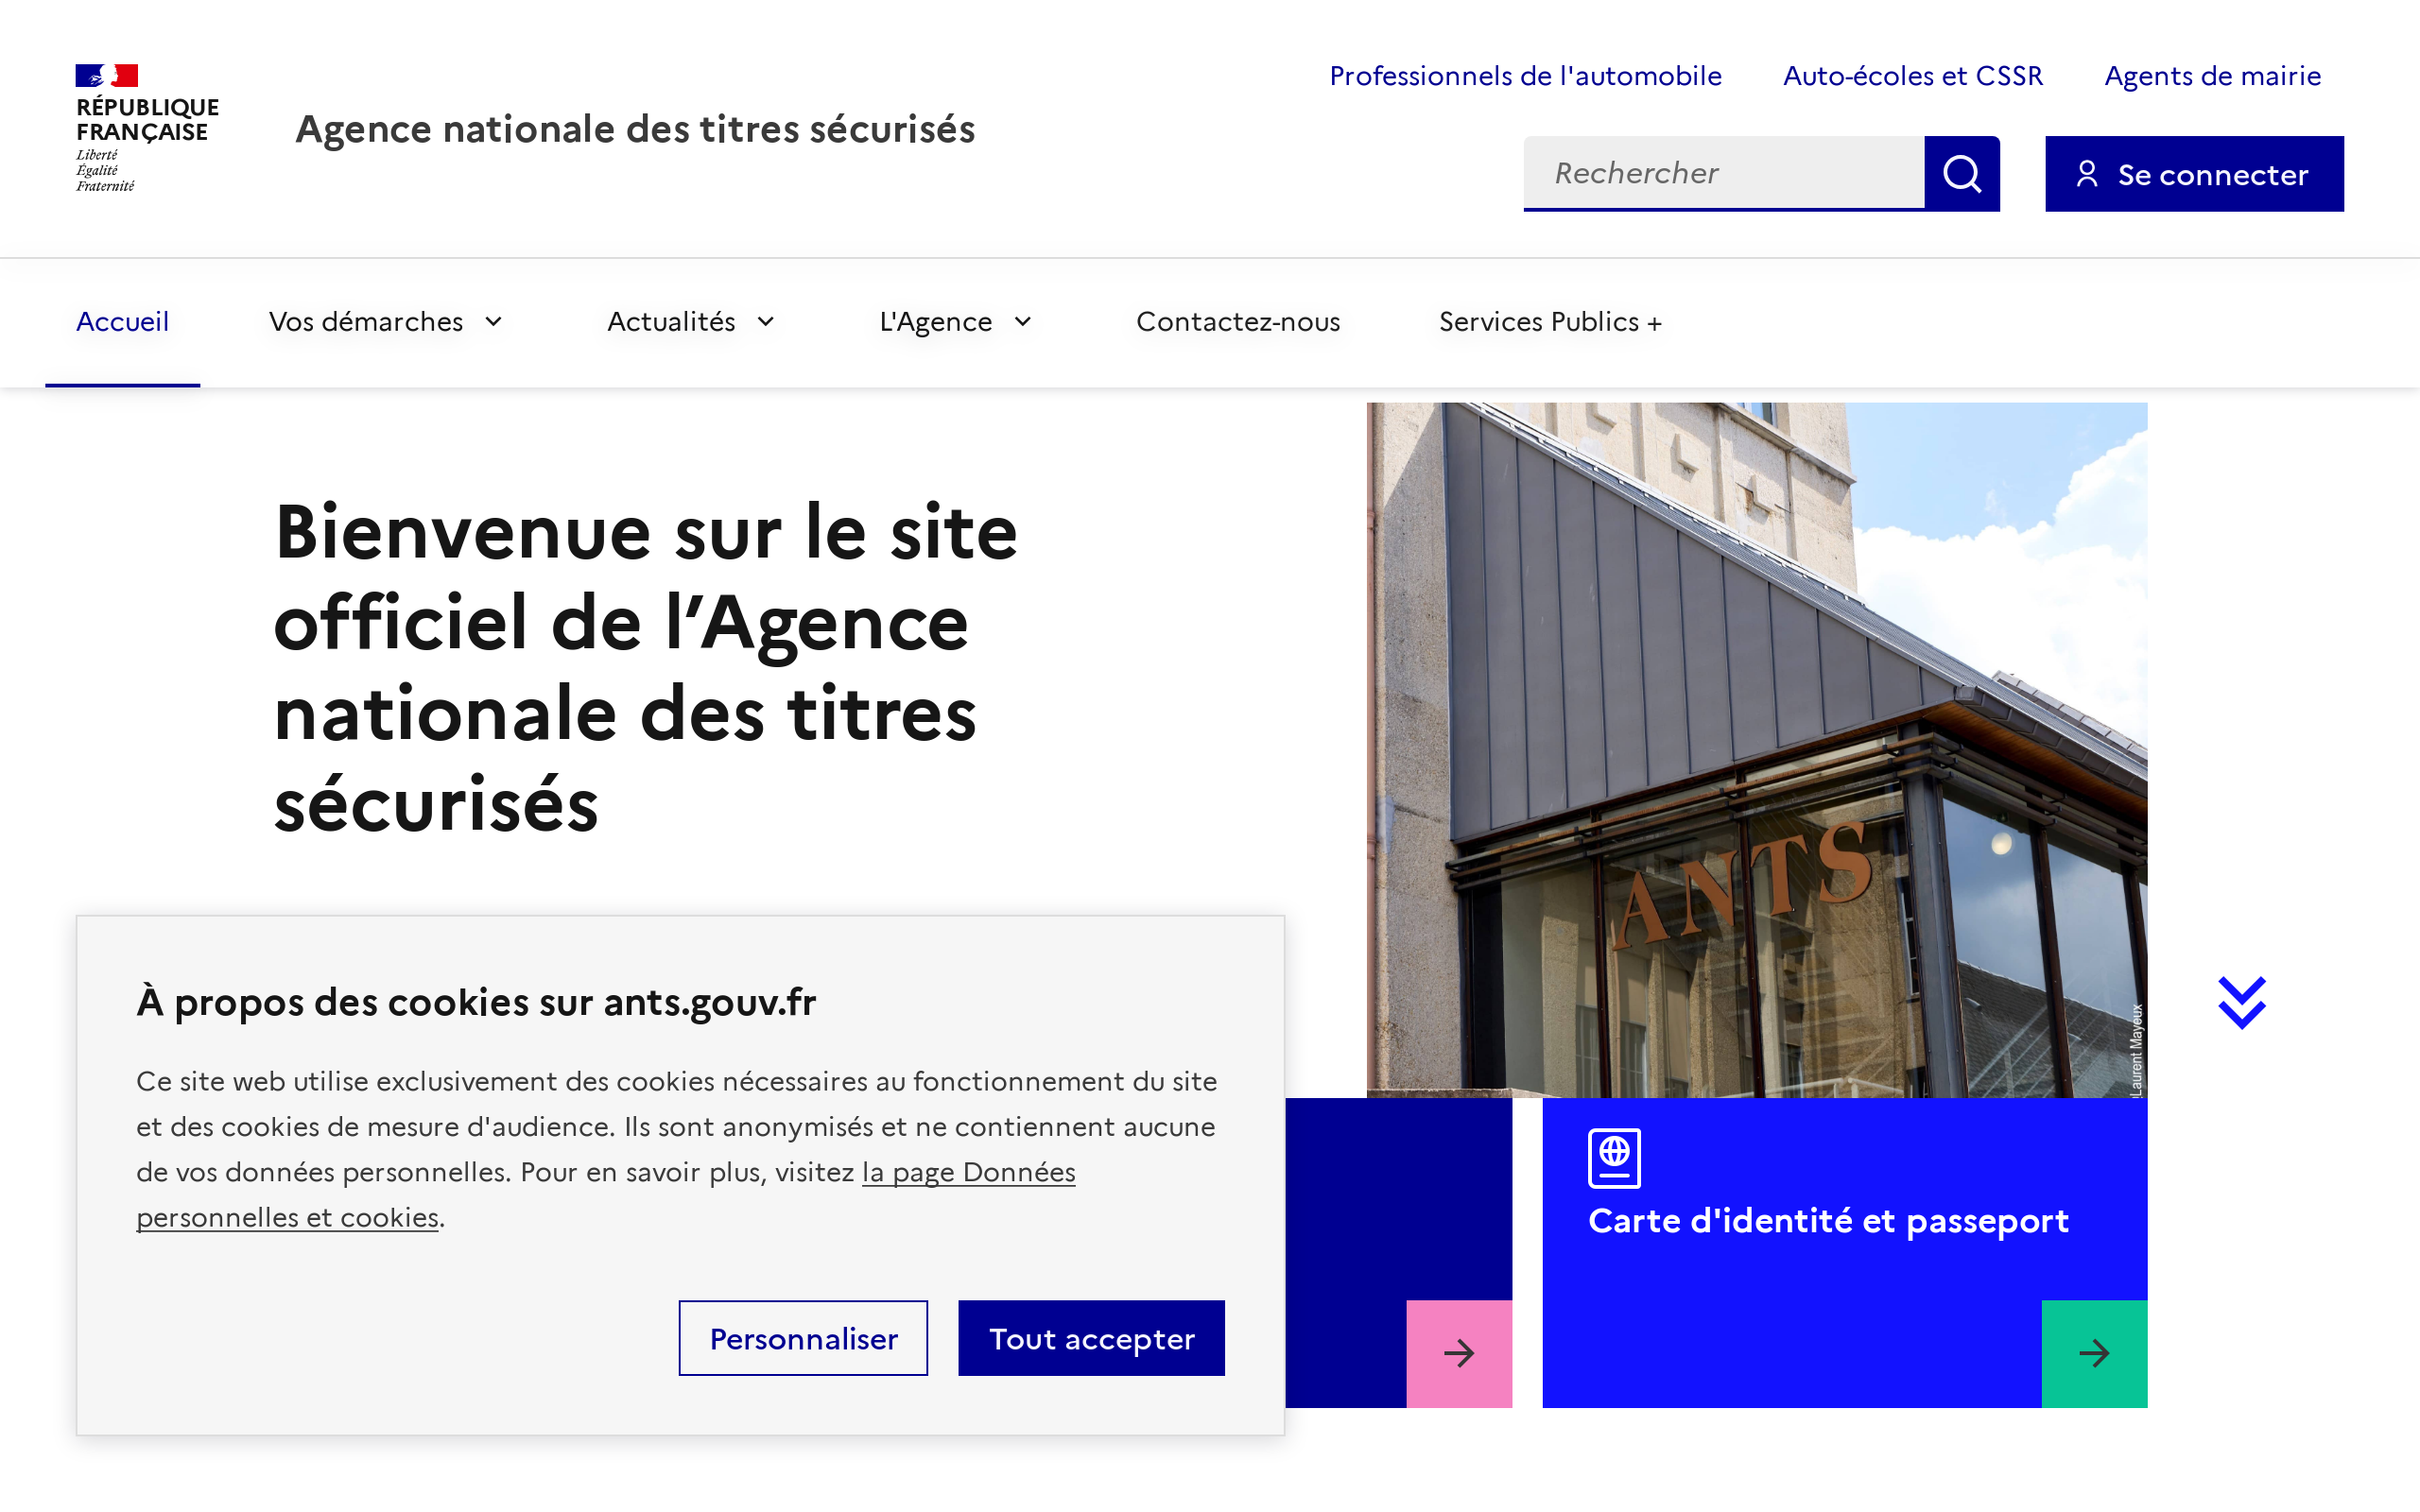 RÉPUBLIQUE
FRANÇAISE
Liberté
Égalité
Fraternité
Agence nationale des titres sécurisés
Professionnels de l'automobile
Auto-écoles et CSSR
Agents de mairie
Rechercher
Se connecter
Accueil
Vos démarches
Actualités
L'Agence
Contactez-nous
Services Publics +
Bienvenue sur le site
officiel de l’Agence
nationale des titres
sécurisés
ANTS
Laurent Mayeux
À propos des cookies sur ants.gouv.fr
Ce site web utilise exclusivement des cookies nécessaires au fonctionnement du site
et des cookies de mesure d'audience. Ils sont anonymisés et ne contiennent aucune
de vos données personnelles. Pour en savoir plus, visitez la page Données
personnelles et cookies.
Personnaliser
Tout accepter
Carte d'identité et passeport